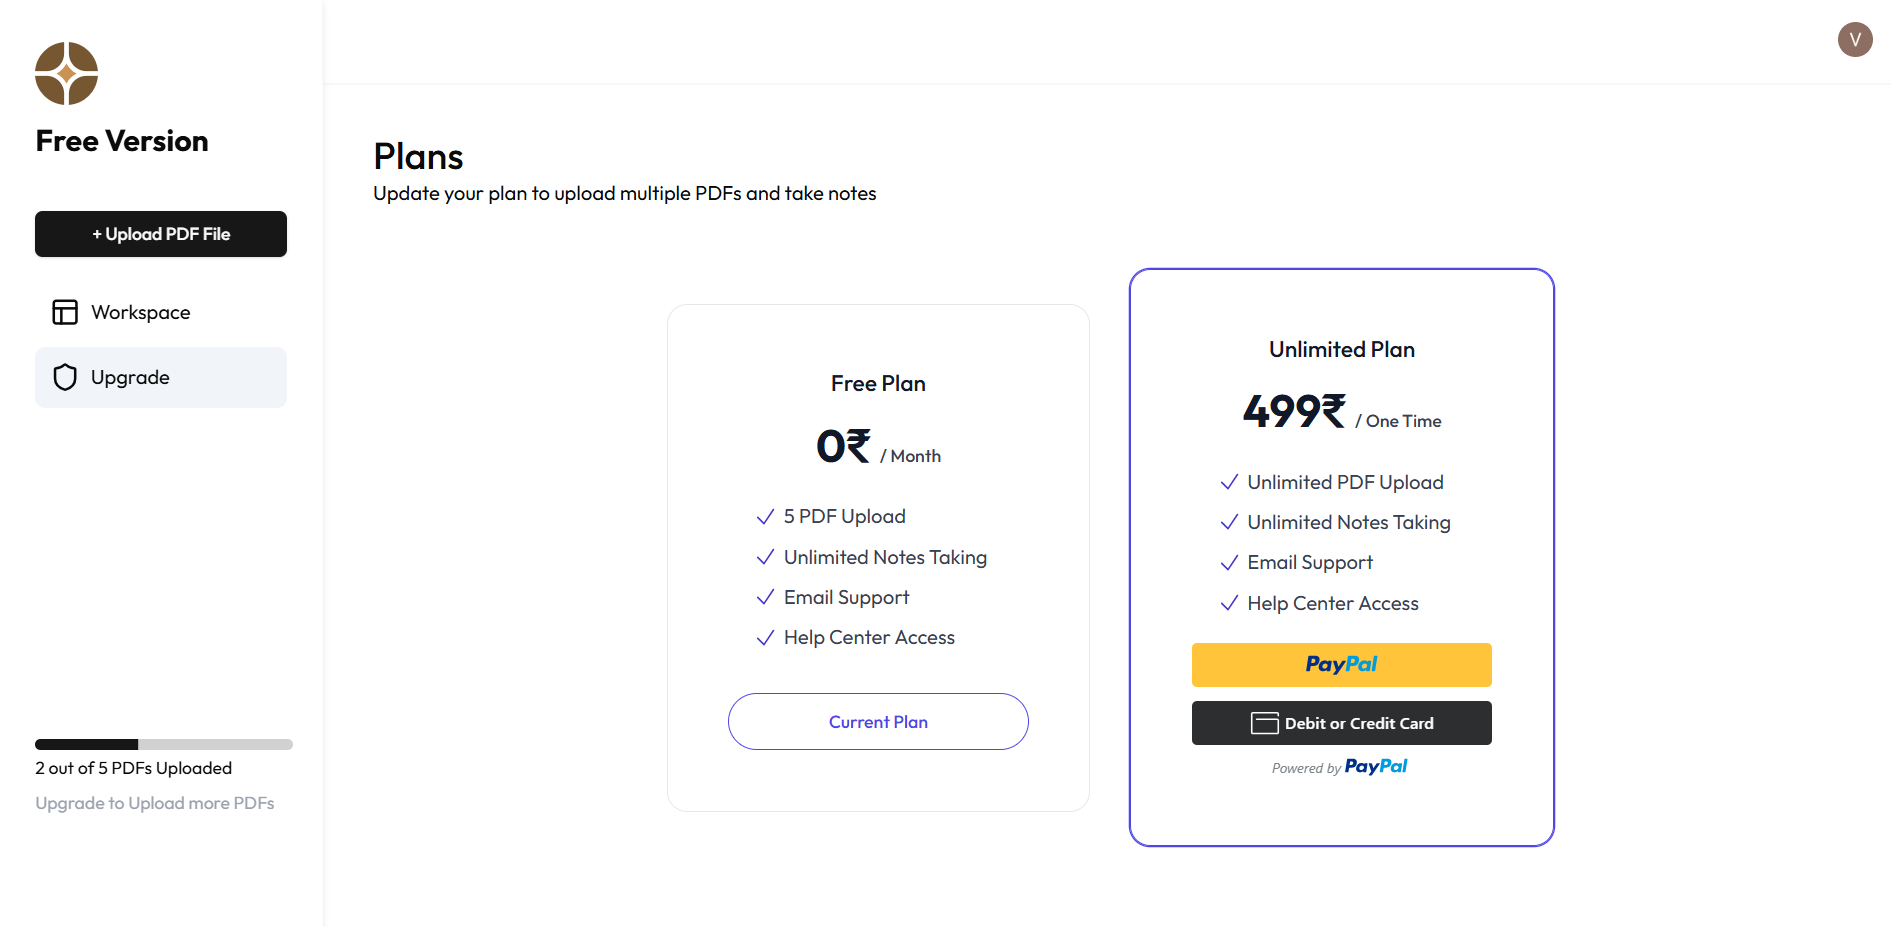 V
Free Version
+ Upload PDF File
Workspace
Upgrade
2 out of 5 PDFs Uploaded
Upgrade to Upload more PDFs
Plans
Update your plan to upload multiple PDFs and take notes
Free Plan
0₹ / Month
5 PDF Upload
Unlimited Notes Taking
Email Support
Help Center Access
Current Plan
Unlimited Plan
499₹ / One Time
Unlimited PDF Upload
Unlimited Notes Taking
Email Support
Help Center Access
PayPal
Debit or Credit Card
Powered by PayPal